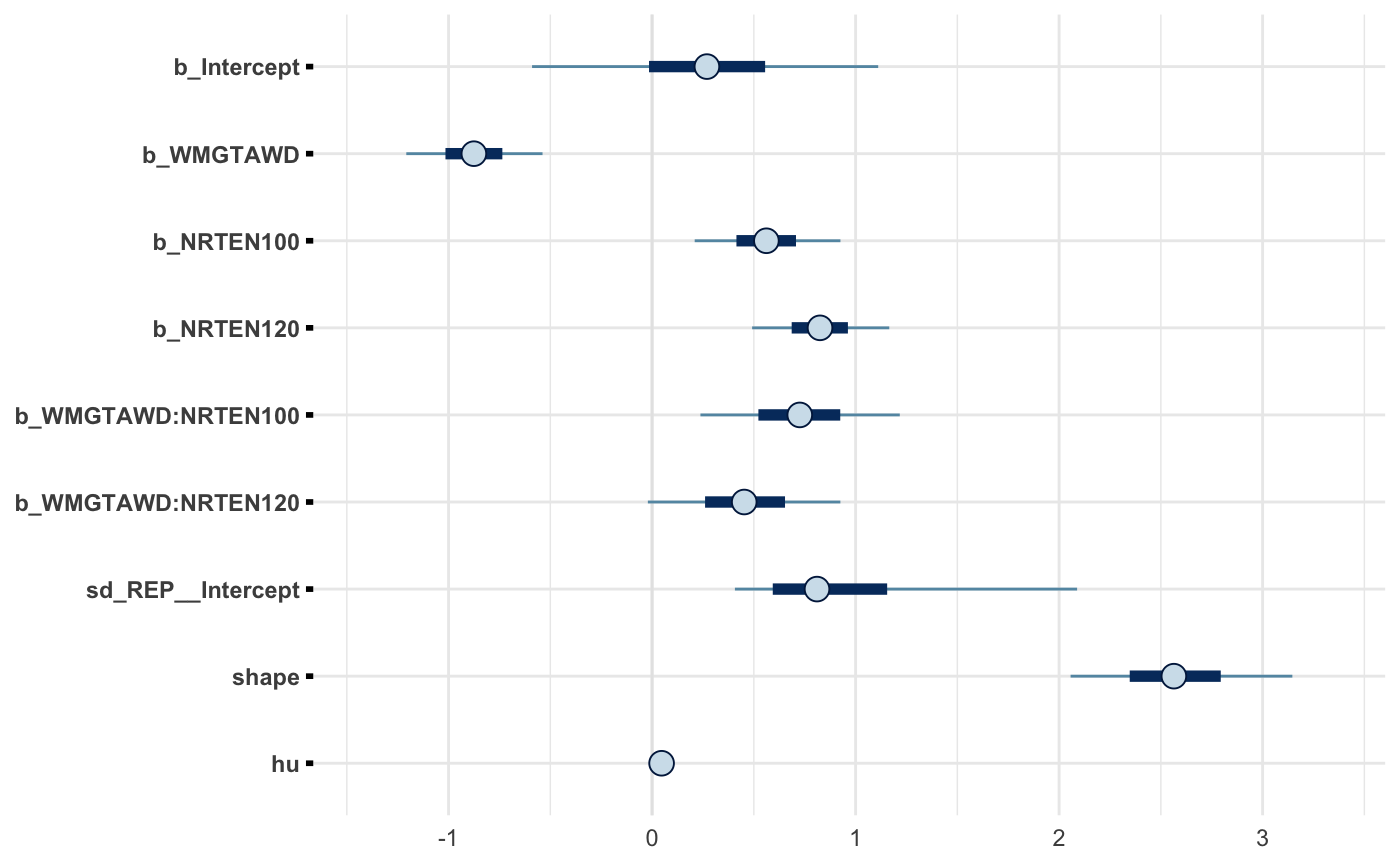 b_Intercept
b_WMGTAWD
b_NRTEN100
b_NRTEN120
b_WMGTAWD:NRTEN100
b_WMGTAWD:NRTEN120
sd_REP__Intercept
shape
hu
-1 0 1 2 3